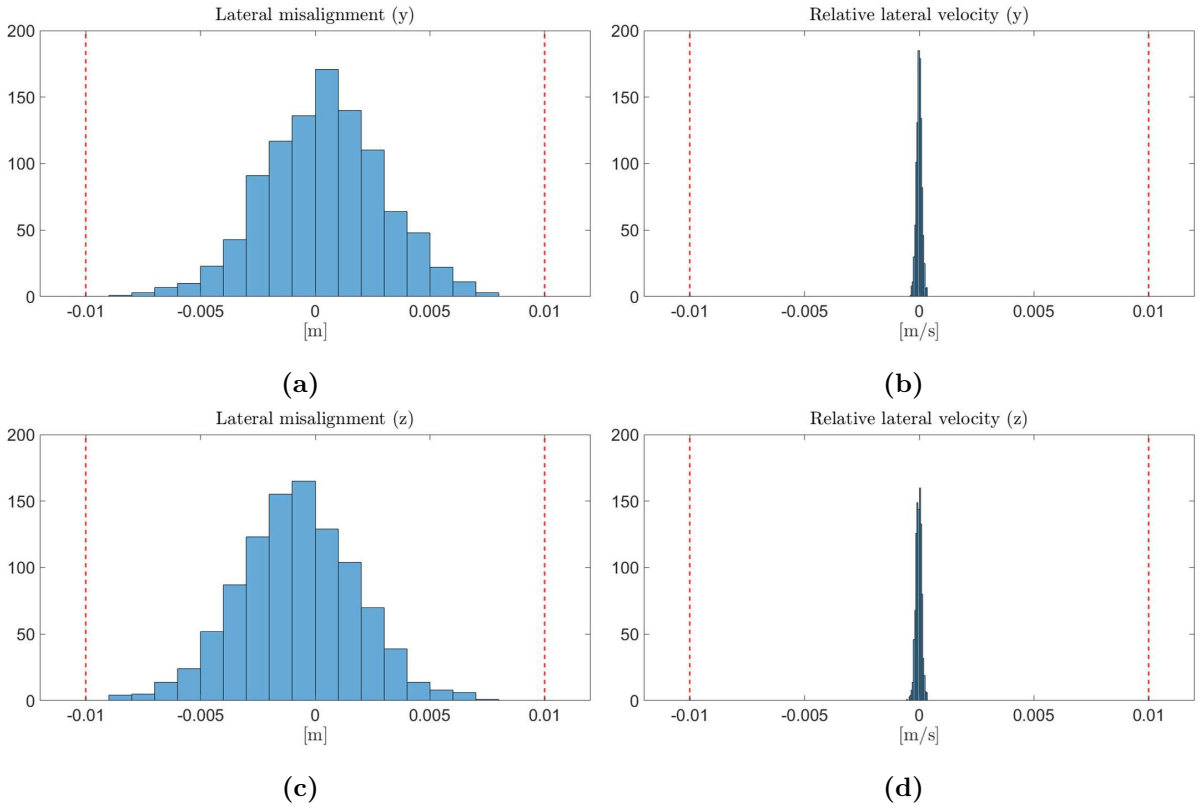 Lateral misalignment (y)
200
150
100
50
0
-0.01 -0.005 0 0.005 0.01
[m]
(a)
Relative lateral velocity (y)
200
150
100
50
0
-0.01 -0.005 0 0.005 0.01
[m/s]
(b)
Lateral misalignment (z)
200
150
100
50
0
-0.01 -0.005 0 0.005 0.01
[m]
(c)
Relative lateral velocity (z)
200
150
100
50
0
-0.01 -0.005 0 0.005 0.01
[m/s]
(d)